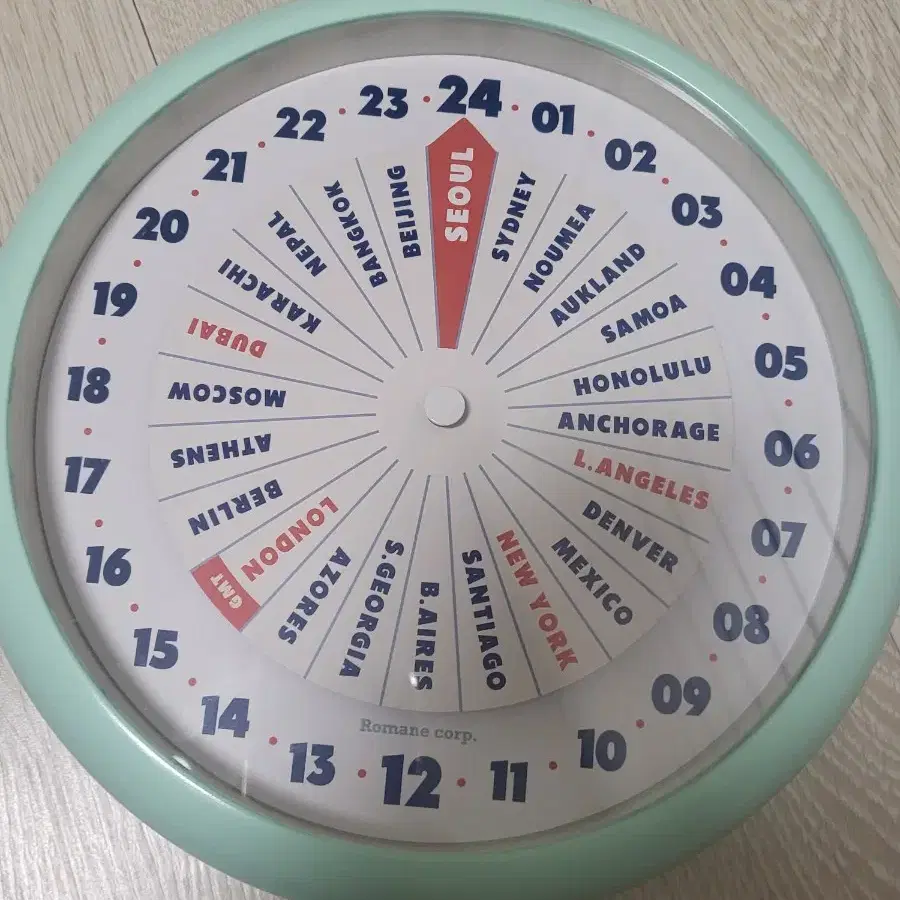 24
01
02
03
04
05
06
07
08
09
10
11
12
13
14
15
16
17
18
19
20
21
22
23
SEOUL
SYDNEY
NOUMEA
AUKLAND
SAMOA
HONOLULU
ANCHORAGE
L.ANGELES
DENVER
MEXICO
NEW YORK
SANTIAGO
B.AIRES
S.GEORGIA
AZORES
LONDON
GMT
BERLIN
ATHENS
MOSCOW
DUBAI
KARACHI
NEPAL
BANGKOK
BEIJING
Romane corp.